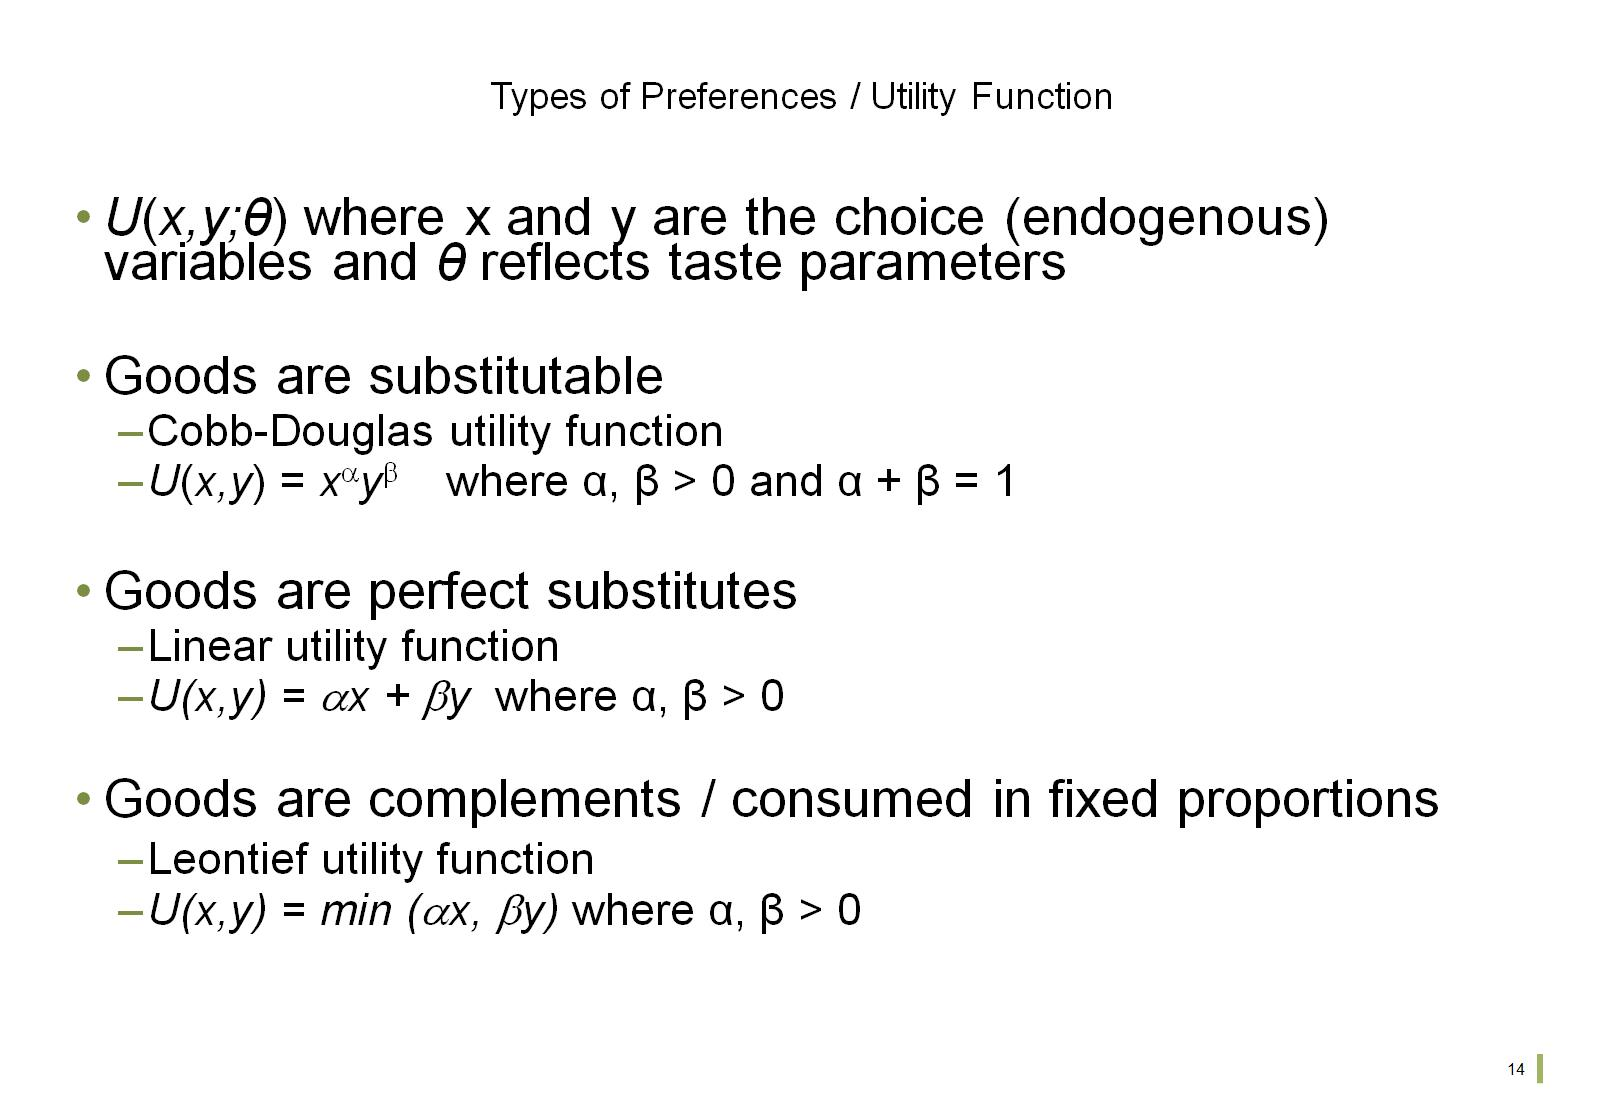 Types of Preferences / Utility Function
• U(x,y;θ) where x and y are the choice (endogenous)
variables and θ reflects taste parameters
• Goods are substitutable
–Cobb-Douglas utility function
–U(x,y) = xᵅyᵝ where α, β > 0 and α + β = 1
• Goods are perfect substitutes
–Linear utility function
–U(x,y) = αx + βy where α, β > 0
• Goods are complements / consumed in fixed proportions
–Leontief utility function
–U(x,y) = min (αx, βy) where α, β > 0
14